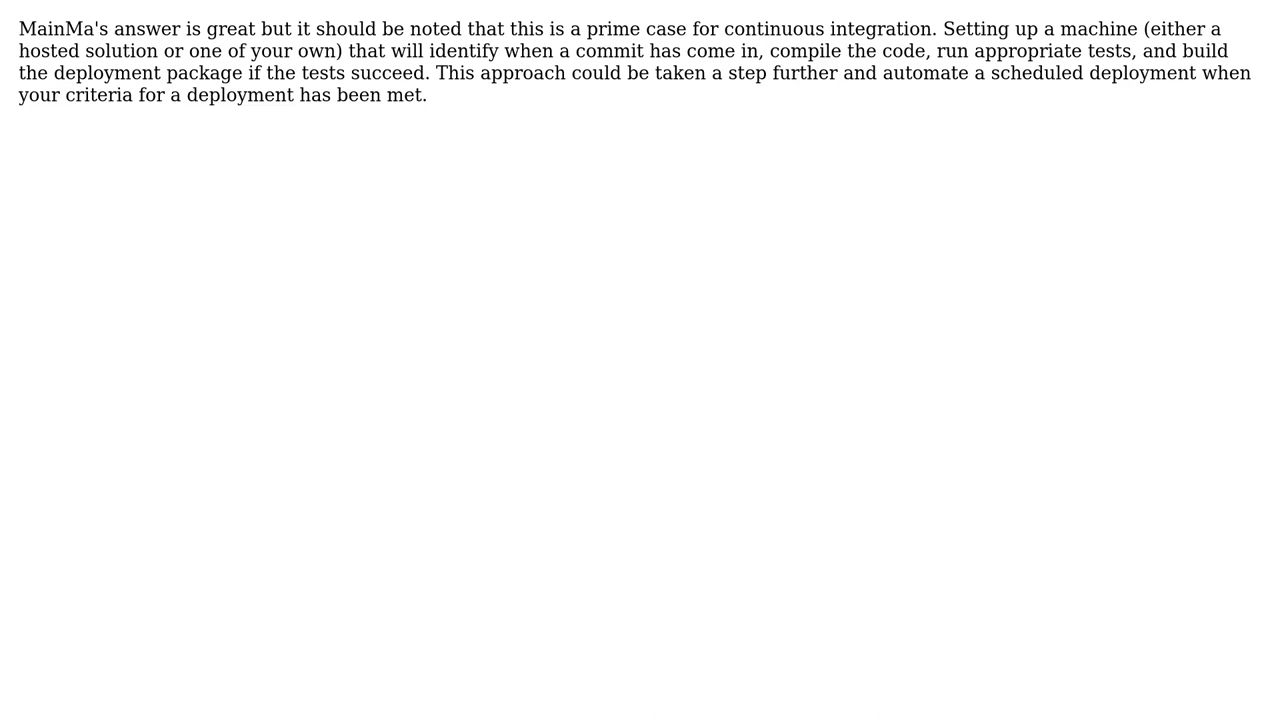 MainMa's answer is great but it should be noted that this is a prime case for continuous integration. Setting up a machine (either a
hosted solution or one of your own) that will identify when a commit has come in, compile the code, run appropriate tests, and build
the deployment package if the tests succeed. This approach could be taken a step further and automate a scheduled deployment when
your criteria for a deployment has been met.